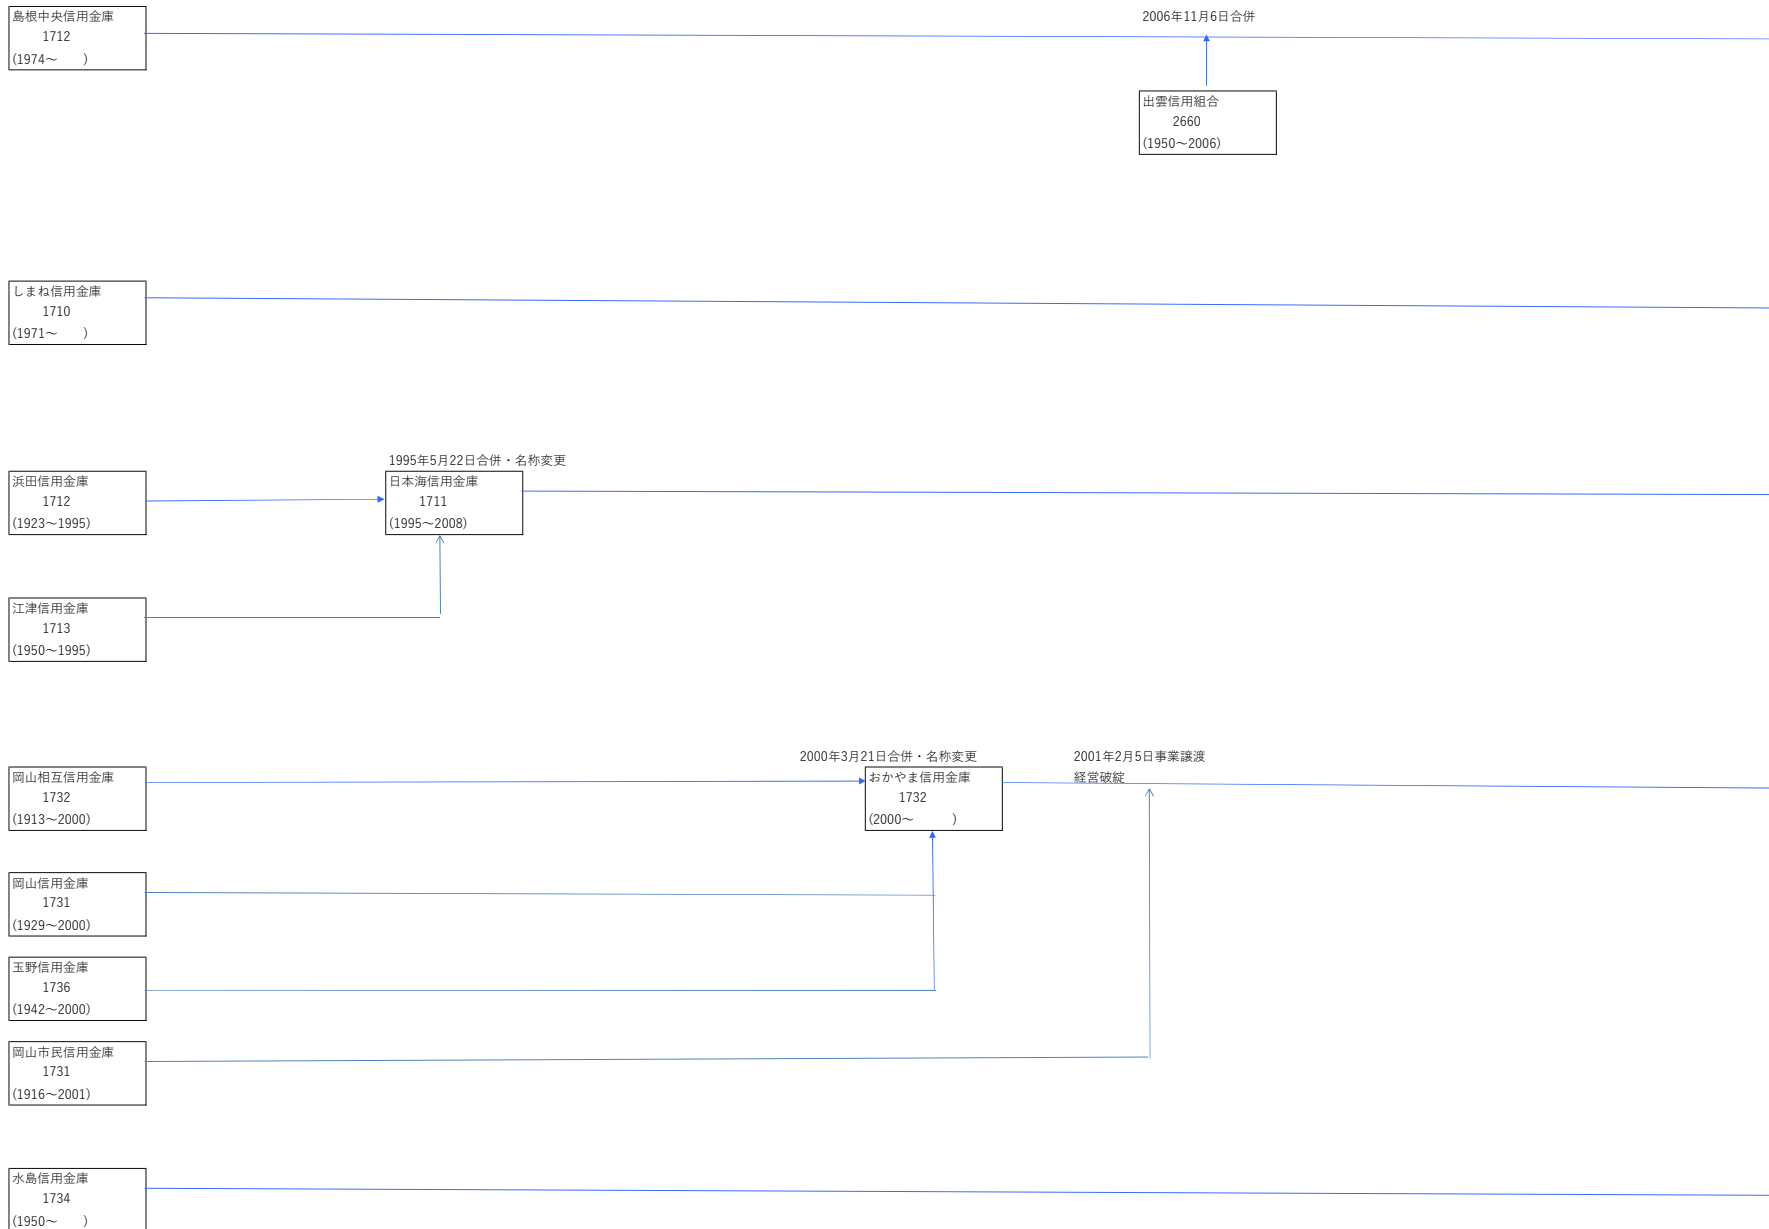 島根中央信用金庫
1712
(1974～　　)
2006年11月6日合併
出雲信用組合
2660
(1950～2006)
しまね信用金庫
1710
(1971～　　)
浜田信用金庫
1712
(1923～1995)
1995年5月22日合併・名称変更
日本海信用金庫
1711
(1995～2008)
江津信用金庫
1713
(1950～1995)
岡山相互信用金庫
1732
(1913～2000)
2000年3月21日合併・名称変更
おかやま信用金庫
1732
(2000～　　　)
2001年2月5日事業譲渡
経営破綻
岡山信用金庫
1731
(1929～2000)
玉野信用金庫
1736
(1942～2000)
岡山市民信用金庫
1731
(1916～2001)
水島信用金庫
1734
(1950～　　)